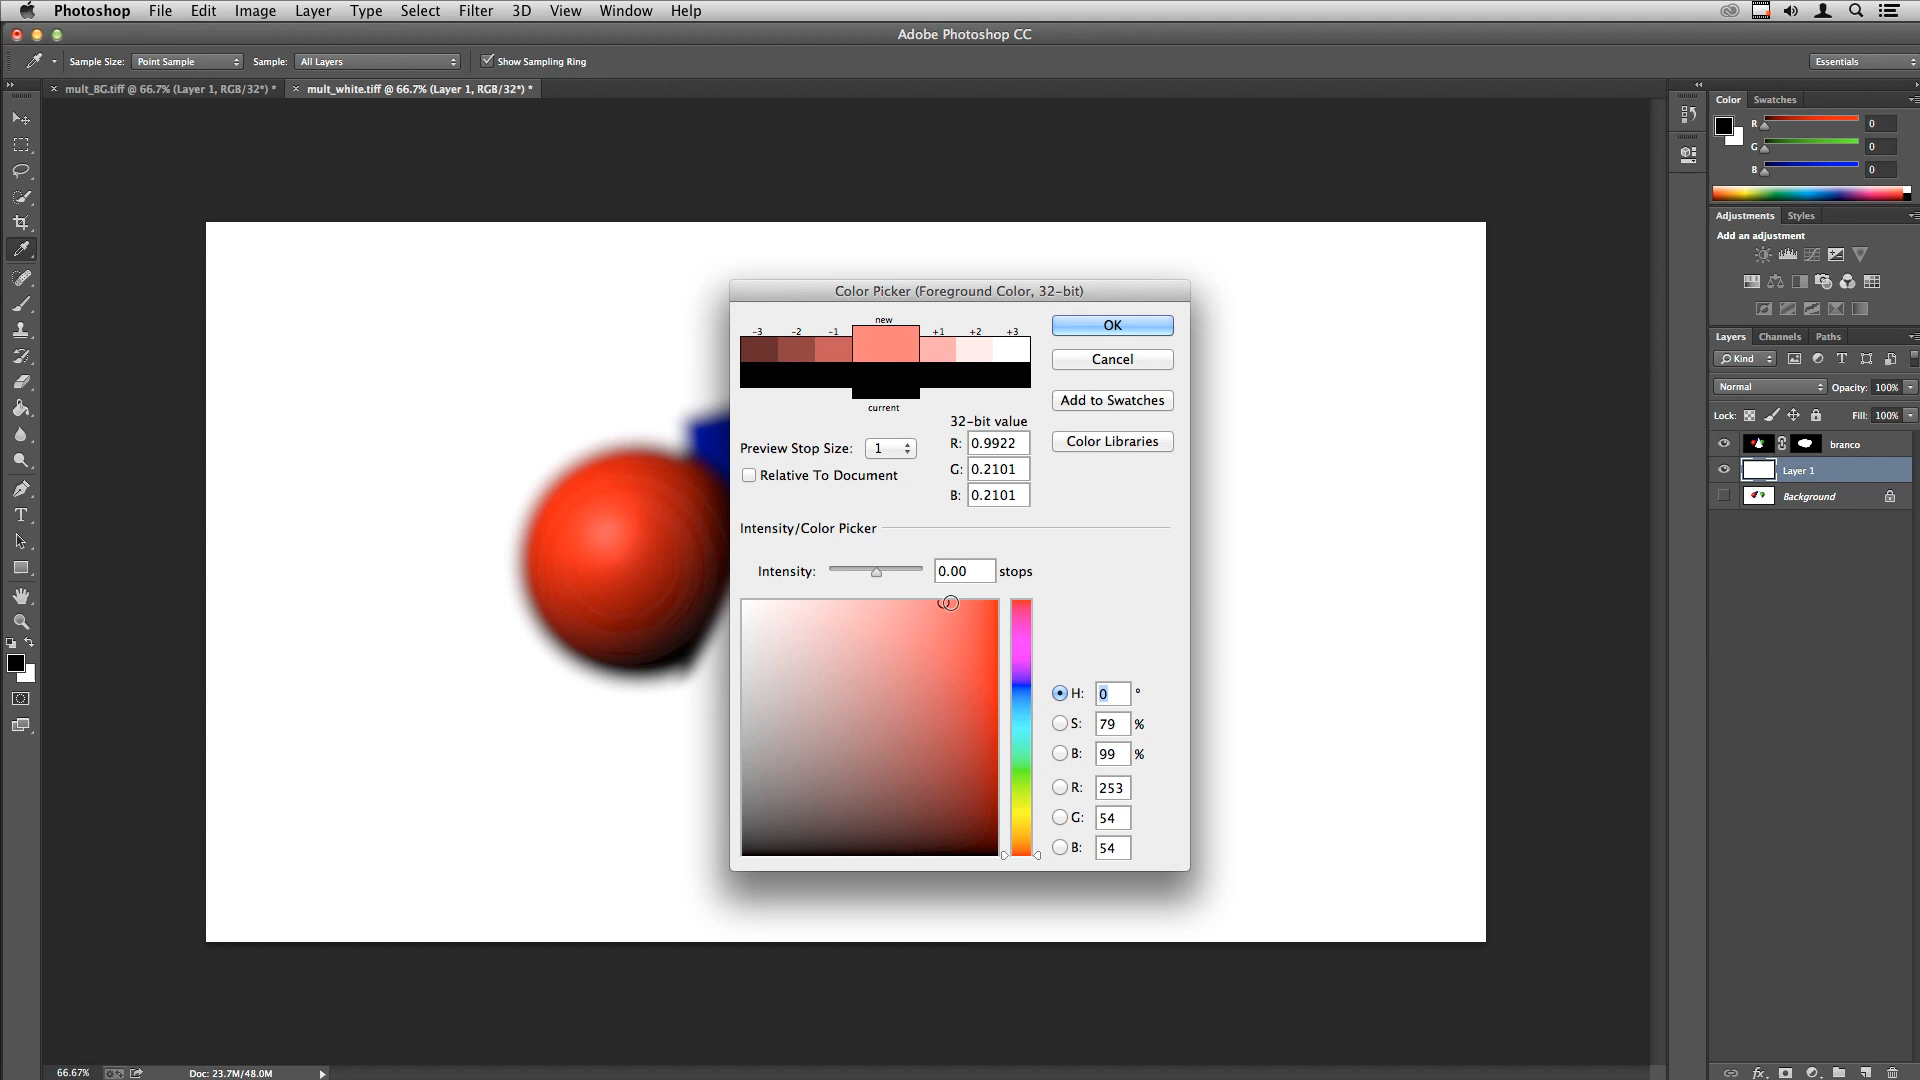 Photoshop File Edit Image Layer Type Select Filter 3D View Window Help
Adobe Photoshop CC
Sample Size: Point Sample Sample: All Layers Show Sampling Ring Essentials
mult_BG.tiff @ 66.7% (Layer 1, RGB/32*) * mult_white.tiff @ 66.7% (Layer 1, RGB/32*) *
Color Swatches
R 0
G 0
B 0
Adjustments Styles
Add an adjustment
Layers Channels Paths
Kind
Normal Opacity: 100%
Lock: Fill: 100%
branco
Layer 1
Background
Color Picker (Foreground Color, 32-bit)
new
-3 -2 -1 +1 +2 +3
current
OK
Cancel
Add to Swatches
Color Libraries
32-bit value
R: 0.9922
G: 0.2101
B: 0.2101
Preview Stop Size: 1
Relative To Document
Intensity/Color Picker
Intensity: 0.00 stops
H: 0 °
S: 79 %
B: 99 %
R: 253
G: 54
B: 54
66.67% Doc: 23.7M/48.0M